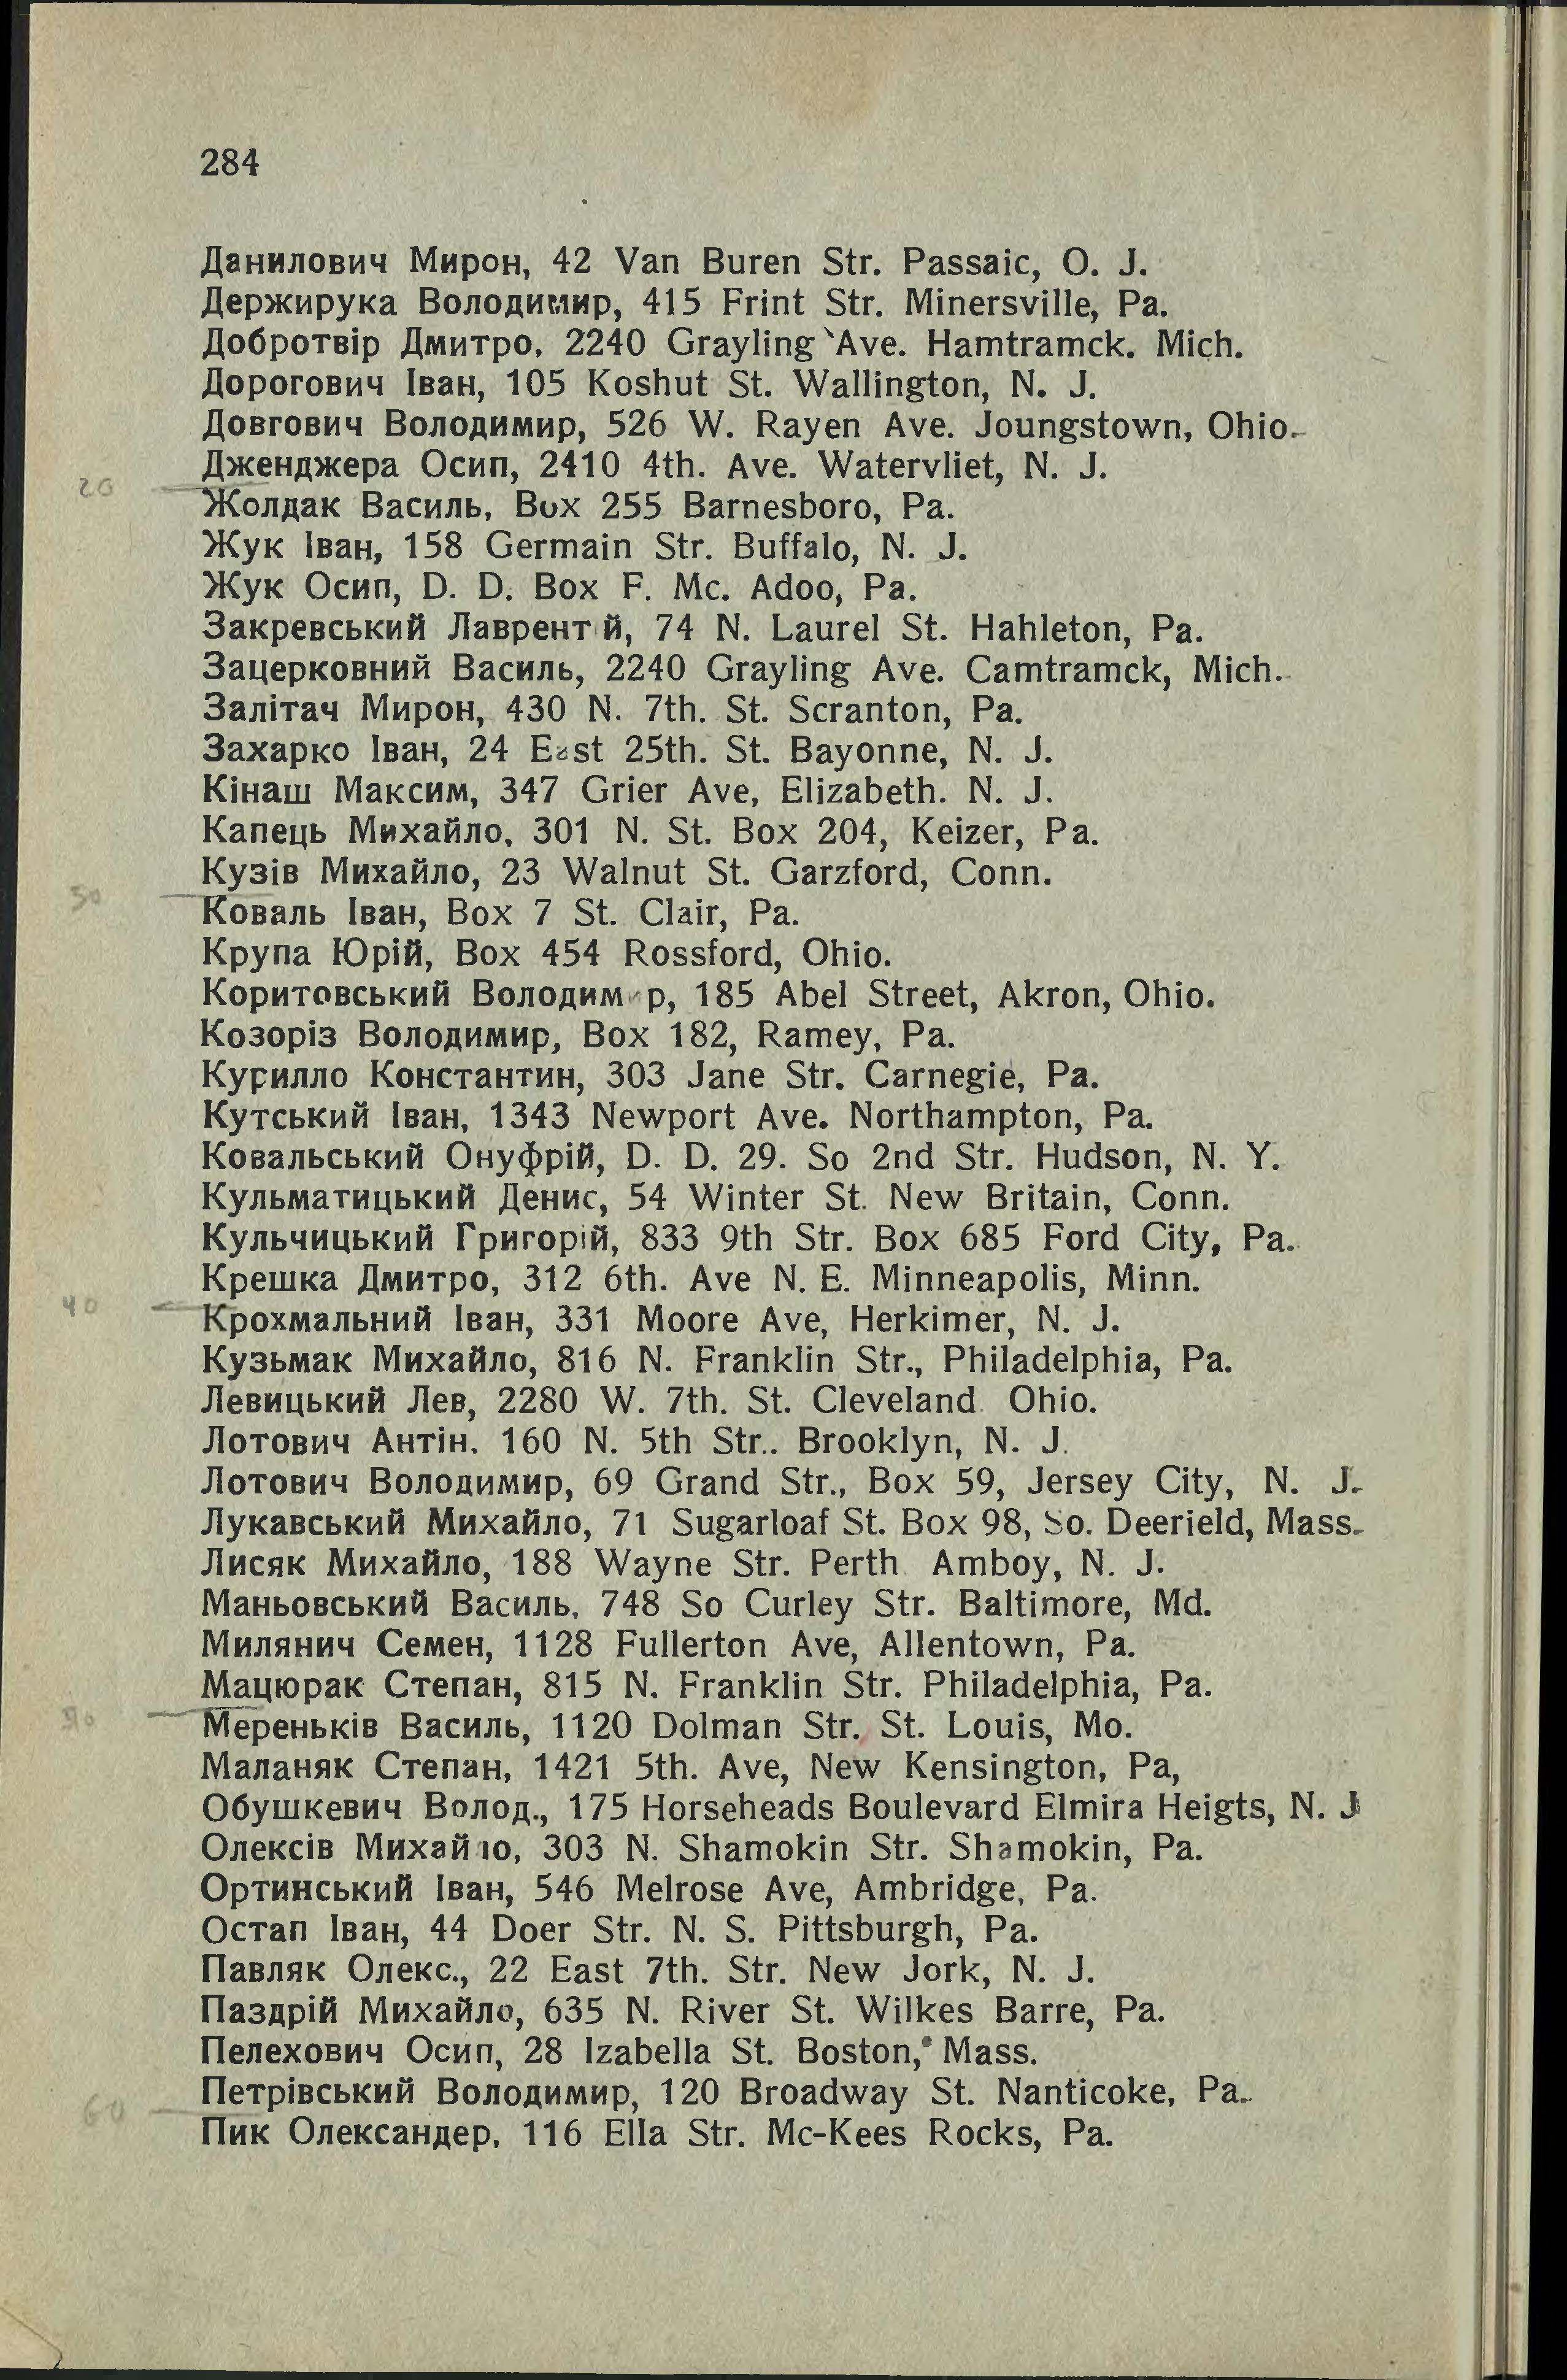 284
Данилович Мирон, 42 Van Buren Str. Passaic, O. J.
Держирука Володимир, 415 Frint Str. Minersville, Pa.
Добротвір Дмитро, 2240 Grayling Ave. Hamtramck. Mich.
Дорогович Іван, 105 Koshut St. Wallington, N. J.
Довгович Володимир, 526 W. Rayen Ave. Joungstown, Ohio.
Дженджера Осип, 2410 4th. Ave. Watervliet, N. J.
20
Жолдак Василь, Box 255 Barnesboro, Pa.
Жук Іван, 158 Germain Str. Buffalo, N. J.
Жук Осип, D. D. Box F. Mc. Adoo, Pa.
Закревський Лаврентій, 74 N. Laurel St. Hahleton, Pa.
Зацерковний Василь, 2240 Grayling Ave. Camtramck, Mich.
Залітач Мирон, 430 N. 7th. St. Scranton, Pa.
Захарко Іван, 24 East 25th. St. Bayonne, N. J.
Кінаш Максим, 347 Grier Ave, Elizabeth. N. J.
Капець Михайло, 301 N. St. Box 204, Keizer, Pa.
Кузів Михайло, 23 Walnut St. Garzford, Conn.
30
Коваль Іван, Box 7 St. Clair, Pa.
Крупа Юрій, Box 454 Rossford, Ohio.
Коритовський Володимир, 185 Abel Street, Akron, Ohio.
Козоріз Володимир, Box 182, Ramey, Pa.
Курилло Константин, 303 Jane Str. Carnegie, Pa.
Кутський Іван, 1343 Newport Ave. Northampton, Pa.
Ковальський Онуфрій, D. D. 29. So 2nd Str. Hudson, N. Y.
Кульматицький Денис, 54 Winter St. New Britain, Conn.
Кульчицький Григорій, 833 9th Str. Box 685 Ford City, Pa.
Крешка Дмитро, 312 6th. Ave N. E. Minneapolis, Minn.
40
Крохмальний Іван, 331 Moore Ave, Herkimer, N. J.
Кузьмак Михайло, 816 N. Franklin Str., Philadelphia, Pa.
Левицький Лев, 2280 W. 7th. St. Cleveland Ohio.
Лотович Антін. 160 N. 5th Str.. Brooklyn, N. J.
Лотович Володимир, 69 Grand Str., Box 59, Jersey City, N. J.
Лукавський Михайло, 71 Sugarloaf St. Box 98, So. Deerield, Mass.
Лисяк Михайло, 188 Wayne Str. Perth Amboy, N. J.
Маньовський Василь, 748 So Curley Str. Baltimore, Md.
Милянич Семен, 1128 Fullerton Ave, Allentown, Pa.
Мацюрак Степан, 815 N. Franklin Str. Philadelphia, Pa.
50
Мереньків Василь, 1120 Dolman Str. St. Louis, Mo.
Маланяк Степан, 1421 5th. Ave, New Kensington, Pa,
Обушкевич Волод., 175 Horseheads Boulevard Elmira Heigts, N. J
Олексів Михайло, 303 N. Shamokin Str. Shamokin, Pa.
Ортинський Іван, 546 Melrose Ave, Ambridge, Pa.
Остап Іван, 44 Doer Str. N. S. Pittsburgh, Pa.
Павляк Олекс., 22 East 7th. Str. New Jork, N. J.
Паздрій Михайло, 635 N. River St. Wilkes Barre, Pa.
Пелехович Осип, 28 Izabella St. Boston, Mass.
Петрівський Володимир, 120 Broadway St. Nanticoke, Pa.
60
Пик Олександер, 116 Ella Str. Mc-Kees Rocks, Pa.